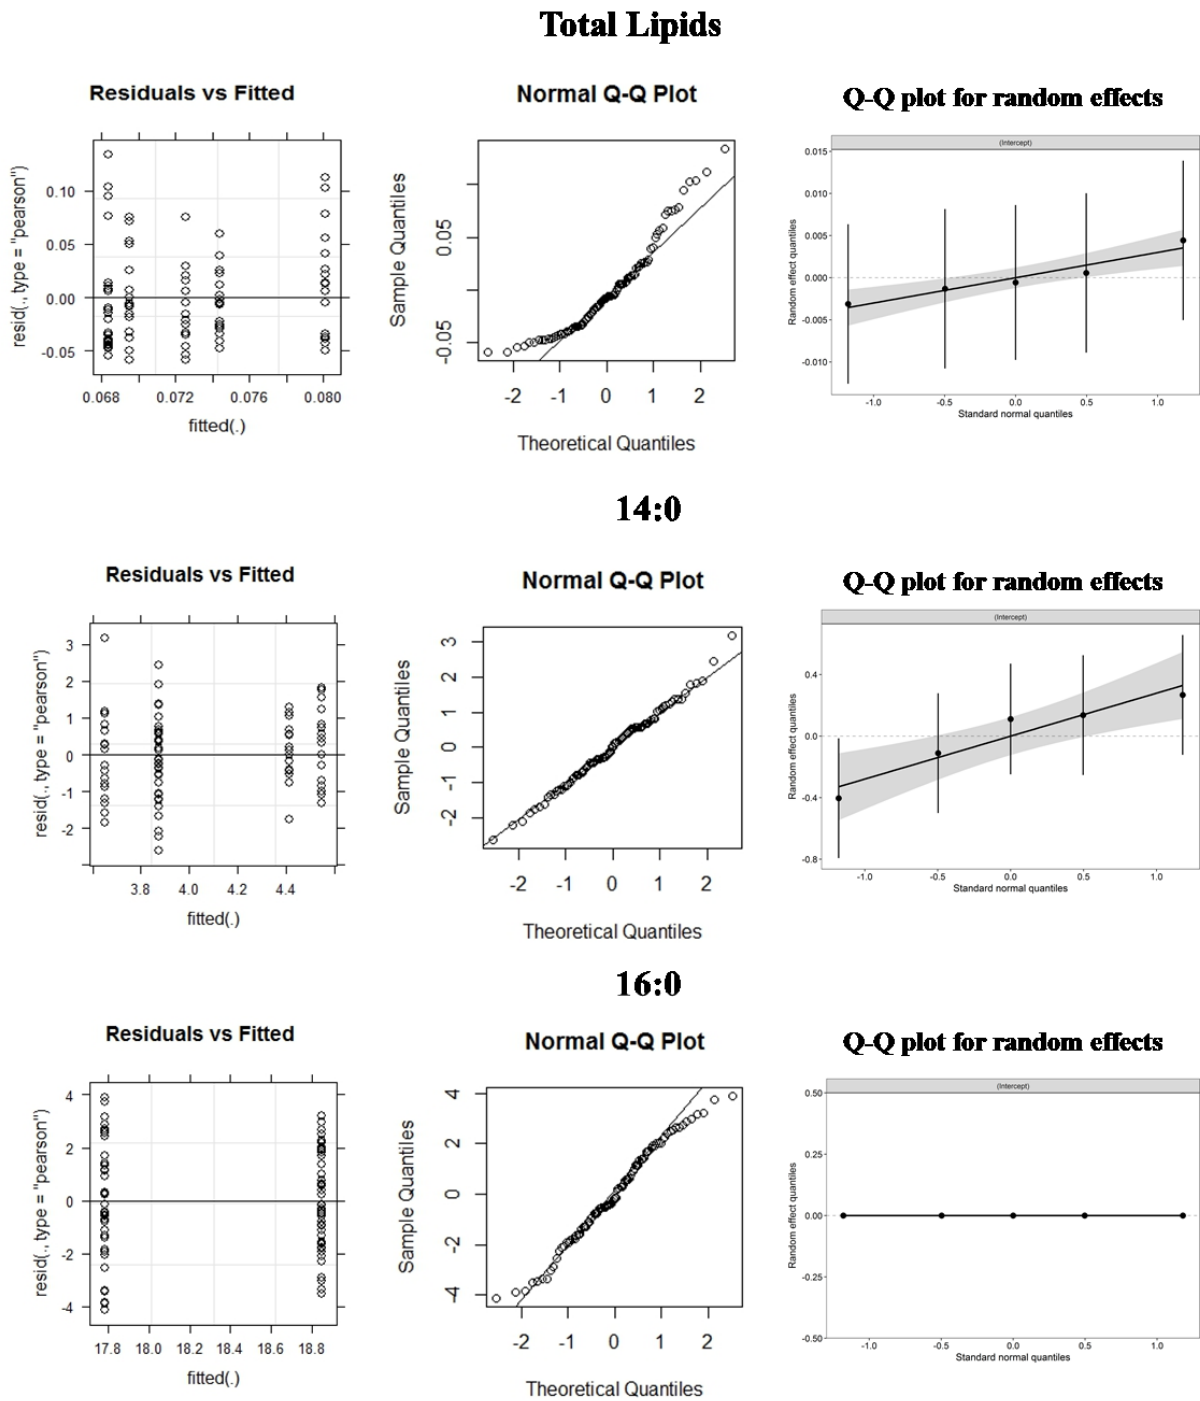 Total Lipids
Residuals vs Fitted
resid(., type = "pearson")
0.10
0.05
0.00
-0.05
0.068 0.072 0.076 0.080
fitted(.)
Normal Q-Q Plot
Sample Quantiles
0.05
-0.05
-2 -1 0 1 2
Theoretical Quantiles
Q-Q plot for random effects
(Intercept)
Random effect quantiles
0.015
0.010
0.005
0.000
-0.005
-0.010
-1.0 -0.5 0.0 0.5 1.0
Standard normal quantiles
14:0
Residuals vs Fitted
resid(., type = "pearson")
3
2
1
0
-1
-2
3.8 4.0 4.2 4.4
fitted(.)
Normal Q-Q Plot
Sample Quantiles
3
2
1
0
-1
-2
-2 -1 0 1 2
Theoretical Quantiles
Q-Q plot for random effects
(Intercept)
Random effect quantiles
0.4
0.0
-0.4
-0.8
-1.0 -0.5 0.0 0.5 1.0
Standard normal quantiles
16:0
Residuals vs Fitted
resid(., type = "pearson")
4
2
0
-2
-4
17.8 18.0 18.2 18.4 18.6 18.8
fitted(.)
Normal Q-Q Plot
Sample Quantiles
4
2
0
-2
-4
-2 -1 0 1 2
Theoretical Quantiles
Q-Q plot for random effects
(Intercept)
Random effect quantiles
0.50
0.25
0.00
-0.25
-0.50
-1.0 -0.5 0.0 0.5 1.0
Standard normal quantiles